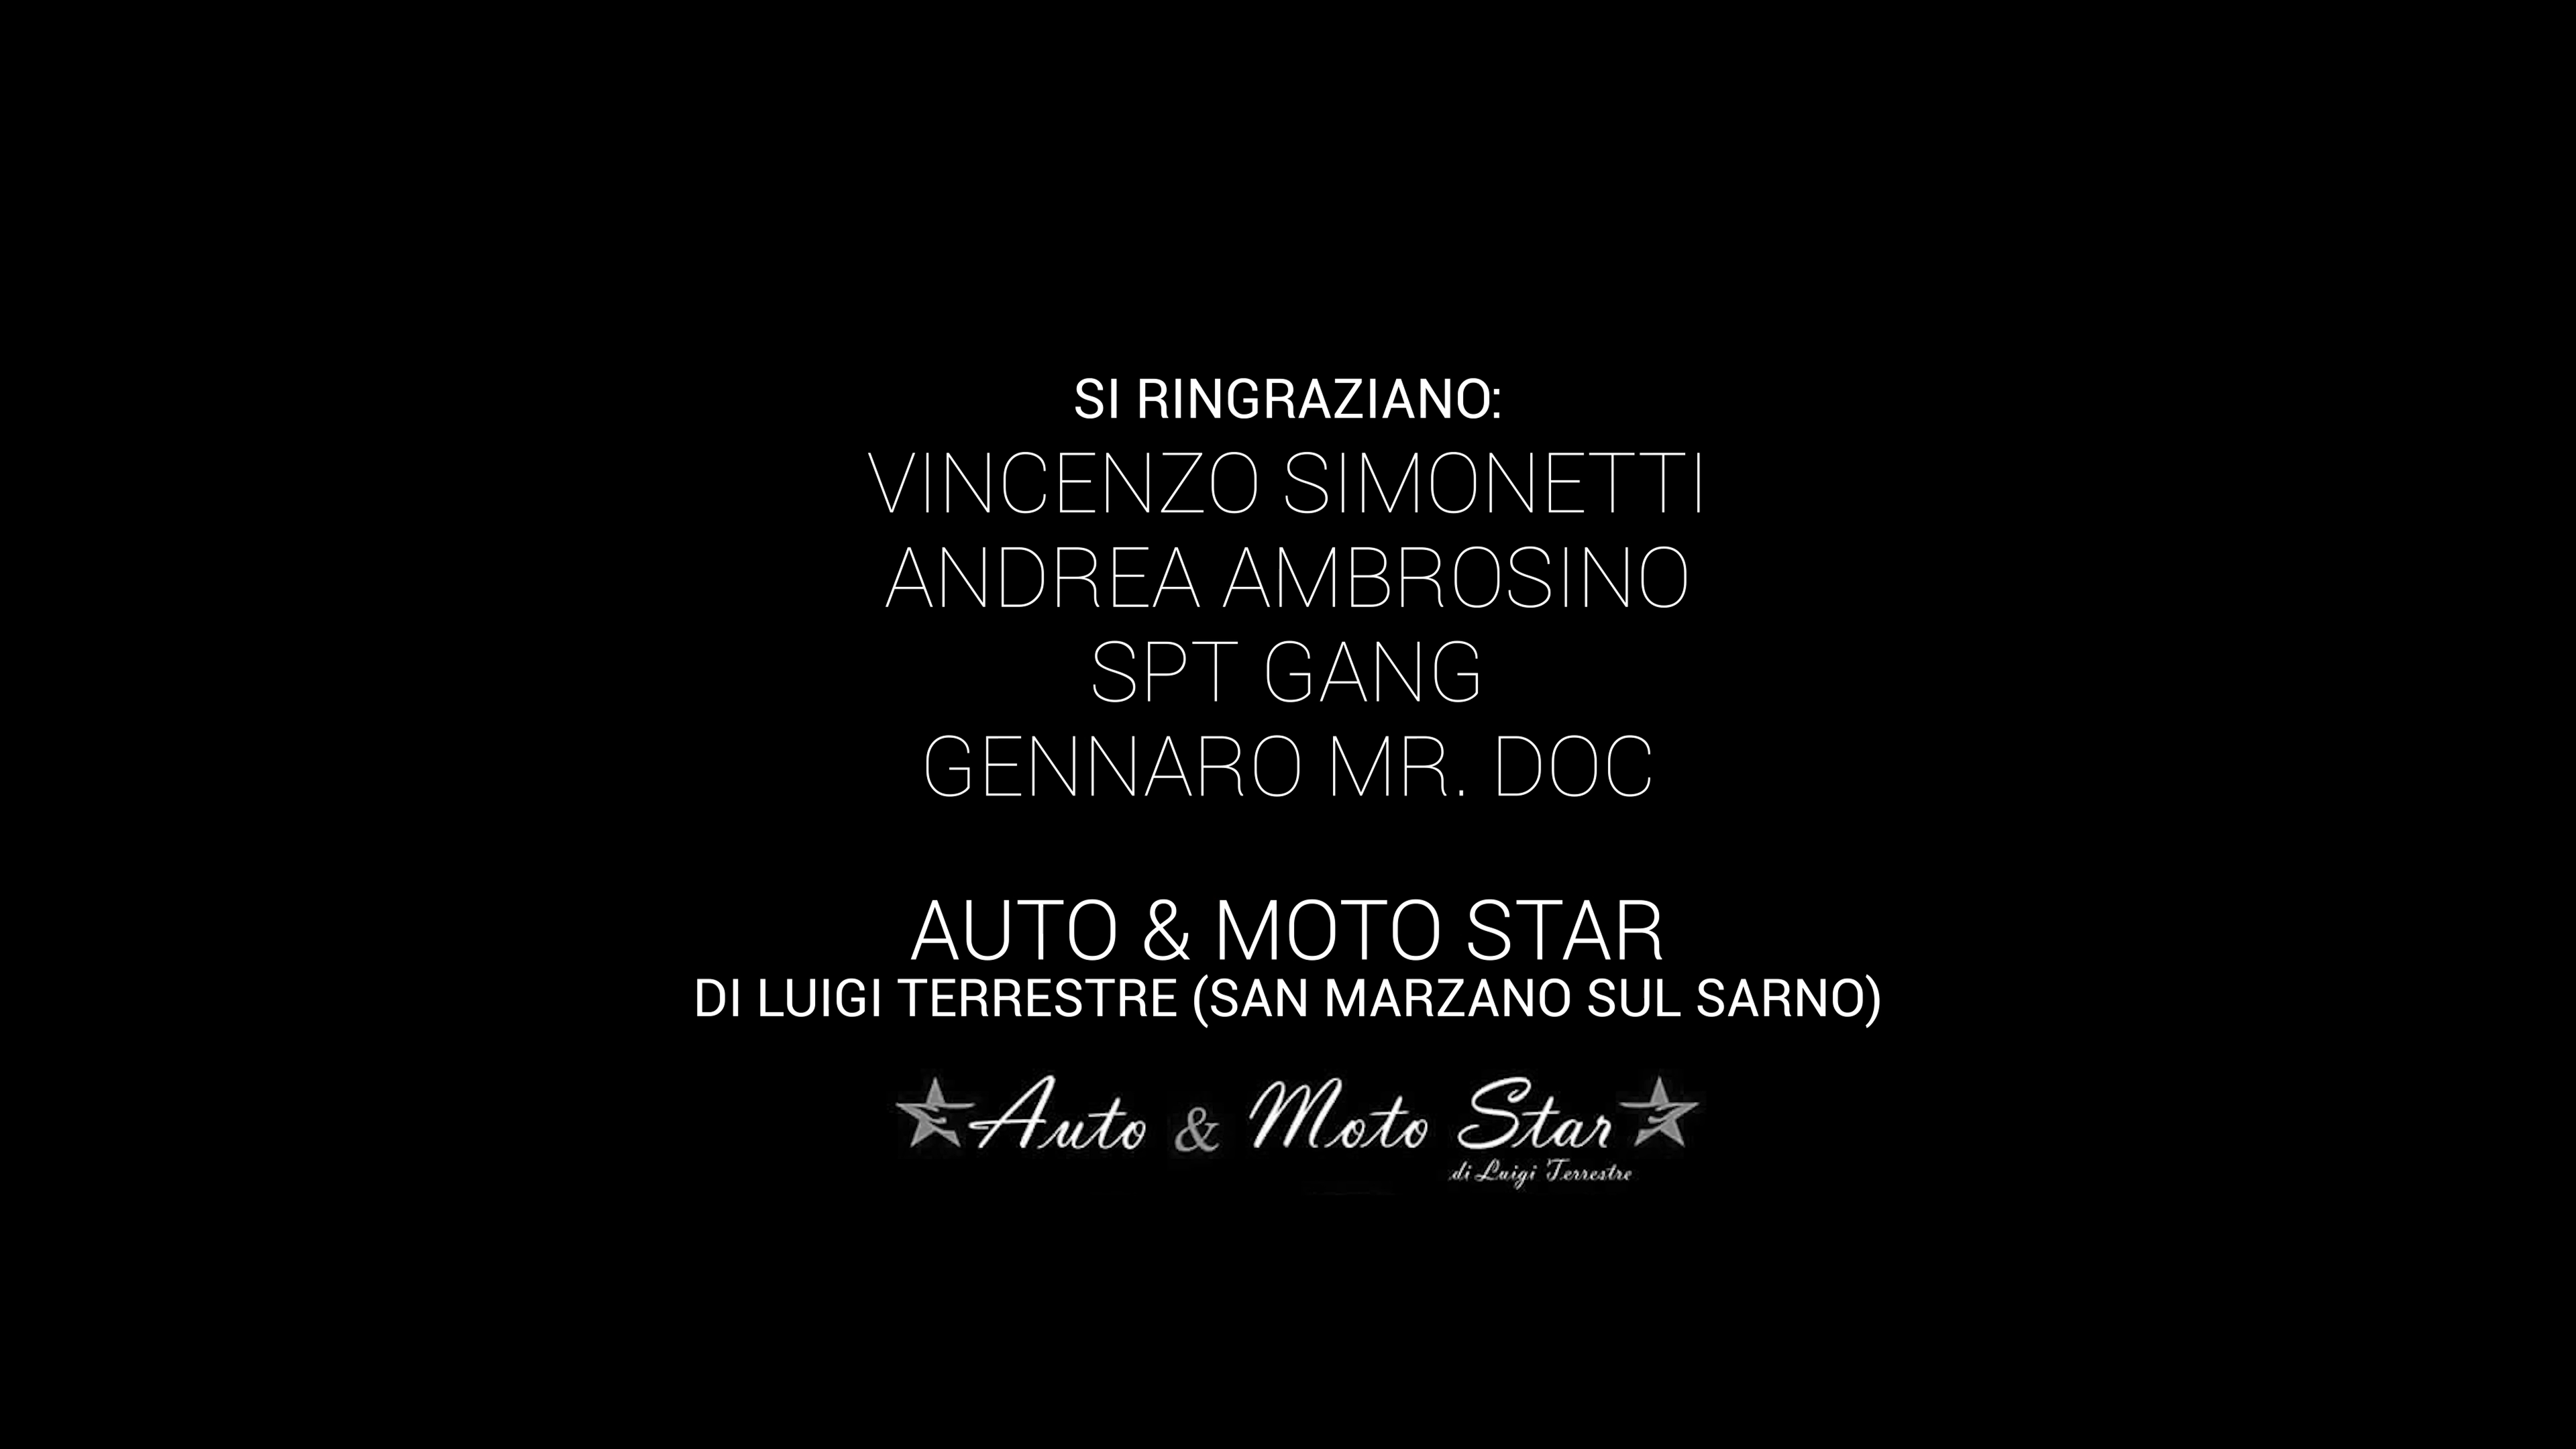 SI RINGRAZIANO:
VINCENZO SIMONETTI
ANDREA AMBROSINO
SPT GANG
GENNARO MR. DOC
AUTO & MOTO STAR
DI LUIGI TERRESTRE (SAN MARZANO SUL SARNO)
Auto & Moto Star
di Luigi Terrestre